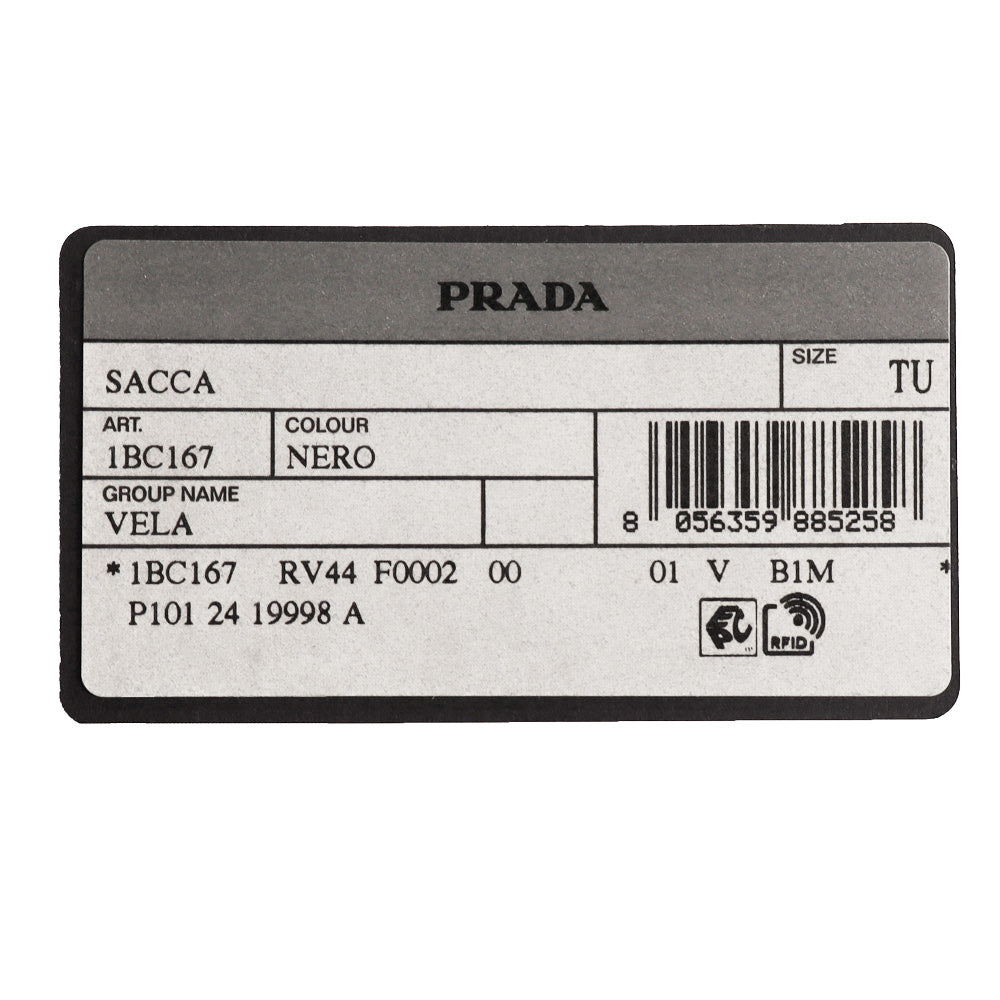 PRADA
SACCA
SIZE TU
ART. COLOUR
1BC167 NERO
GROUP NAME
VELA
8 056359 885258
* 1BC167 RV44 F0002 00 01 V B1M *
P101 24 19998 A
RFID